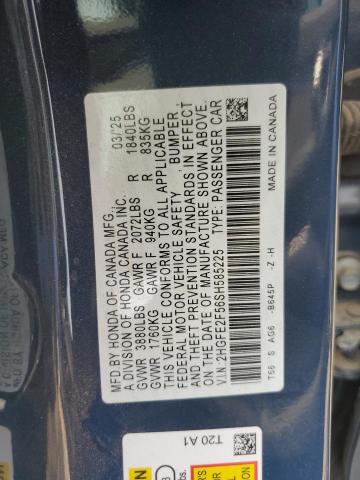 MFD.BY HONDA OF CANADA MFG., 03/'25
A DIVISION OF HONDA CANADA INC.
GVWR 3880LBS GAWR F 2072LBS R 1840LBS
GVWR 1760KG GAWR F 940KG R 835KG
THIS VEHICLE CONFORMS TO ALL APPLICABLE
FEDERAL MOTOR VEHICLE SAFETY, BUMPER,
AND THEFT PREVENTION STANDARDS IN EFFECT
ON THE DATE OF MANUFACTURE SHOWN ABOVE.
V.I.N. :2HGFE2F56SH585225 TYPE: PASSENGER CAR
T56 S AG6 -B645P -Z -H MADE IN CANADA
T20 A1